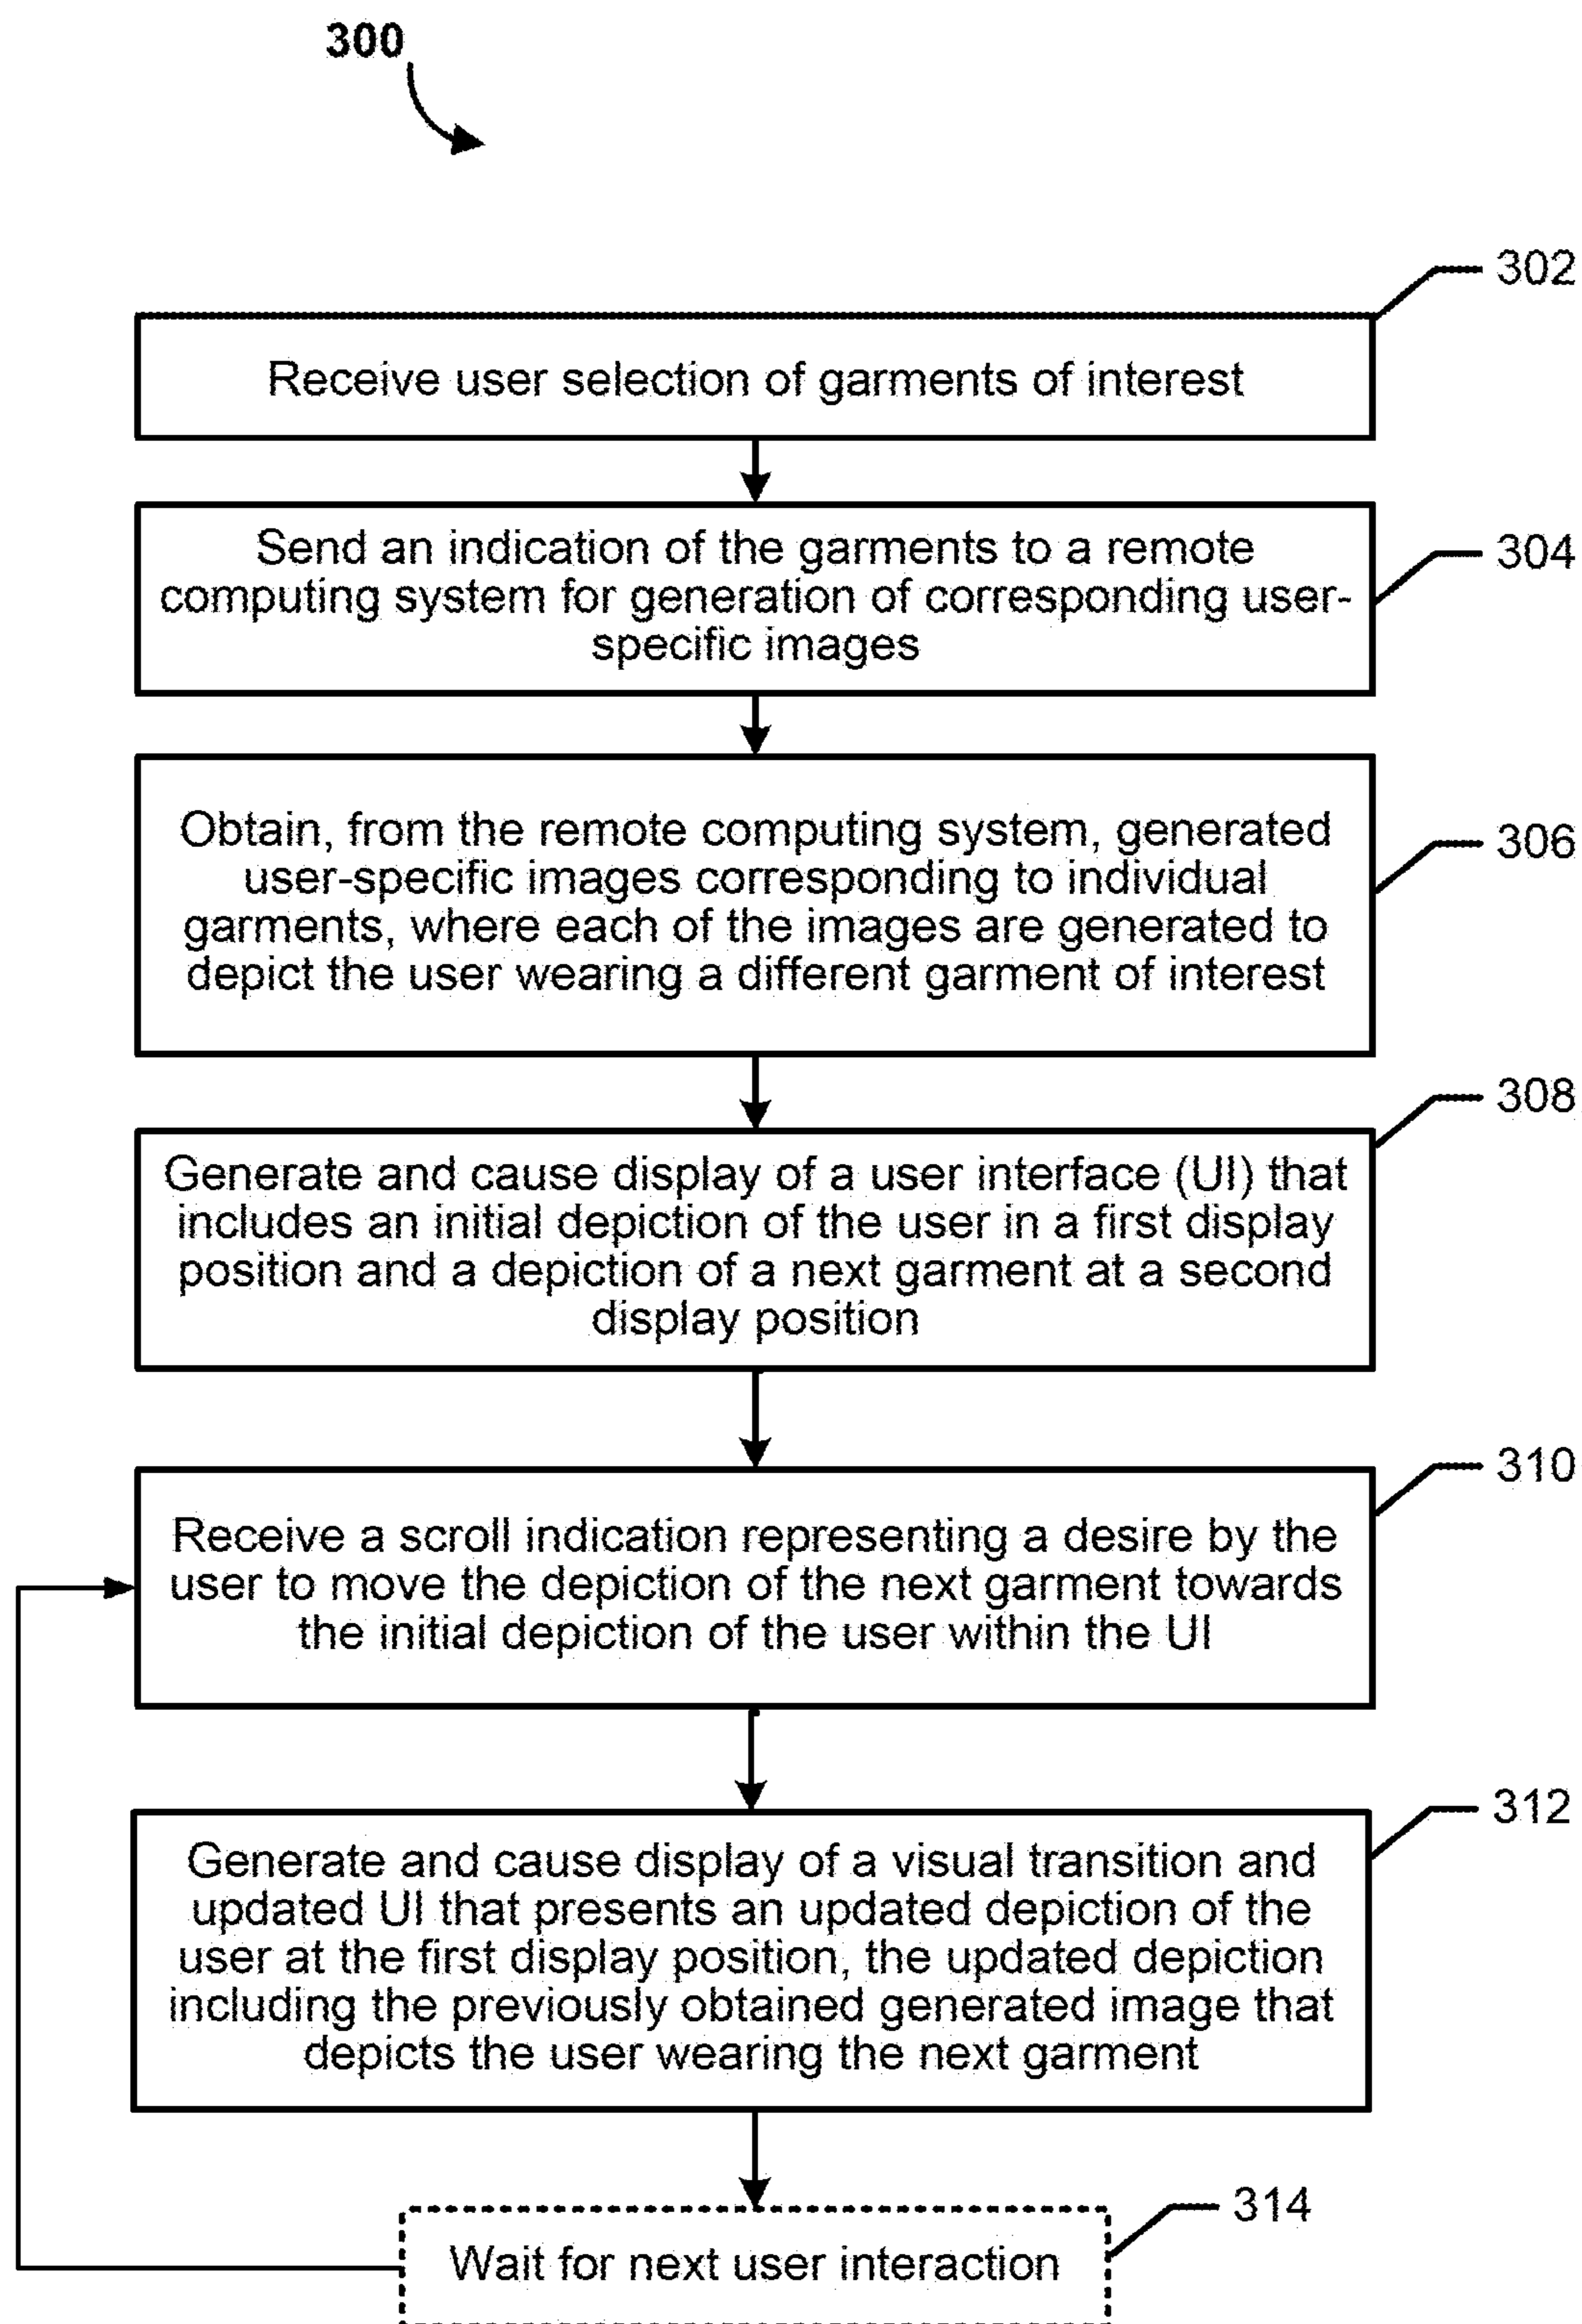 300
302
Receive user selection of garments of interest
304
Send an indication of the garments to a remote
computing system for generation of corresponding user-
specific images
306
Obtain, from the remote computing system, generated
user-specific images corresponding to individual
garments, where each of the images are generated to
depict the user wearing a different garment of interest
308
Generate and cause display of a user interface (UI) that
includes an initial depiction of the user in a first display
position and a depiction of a next garment at a second
display position
310
Receive a scroll indication representing a desire by the
user to move the depiction of the next garment towards
the initial depiction of the user within the UI
312
Generate and cause display of a visual transition and
updated UI that presents an updated depiction of the
user at the first display position, the updated depiction
including the previously obtained generated image that
depicts the user wearing the next garment
314
Wait for next user interaction